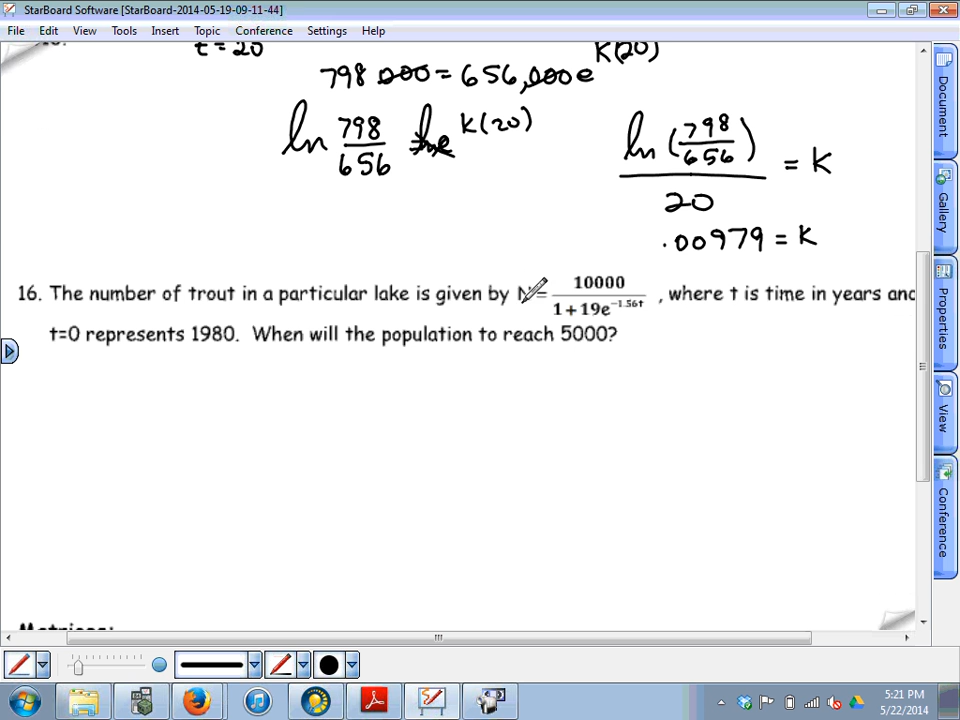 StarBoard Software [StarBoard-2014-05-19-09-11-44]
File Edit View Tools Insert Topic Conference Settings Help
t = 20
K(20)
798 000 = 656,000 e
ln 798/656 ln e K(20)
ln (798/656) / 20 = K
.00979 = K
16. The number of trout in a particular lake is given by N = 10000 / 1 + 19e^-1.56t , where t is time in years and
t=0 represents 1980. When will the population to reach 5000?
Document
Gallery
Properties
View
Conference
5:21 PM
5/22/2014